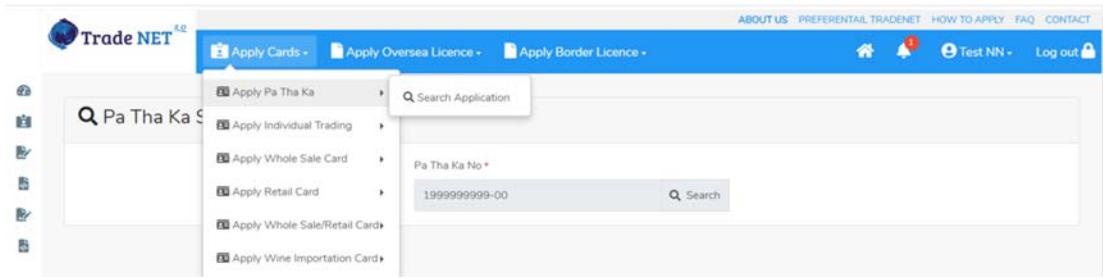 ABOUT US PREFERENTAIL TRADENET HOW TO APPLY FAQ CONTACT
Trade NET 2.0
Apply Cards Apply Oversea Licence Apply Border Licence 1 Test NN Log out
Apply Pa Tha Ka Search Application
Pa Tha Ka S
Apply Individual Trading
Apply Whole Sale Card Pa Tha Ka No *
Apply Retail Card 1999999999-00 Search
Apply Whole Sale/Retail Card
Apply Wine Importation Card